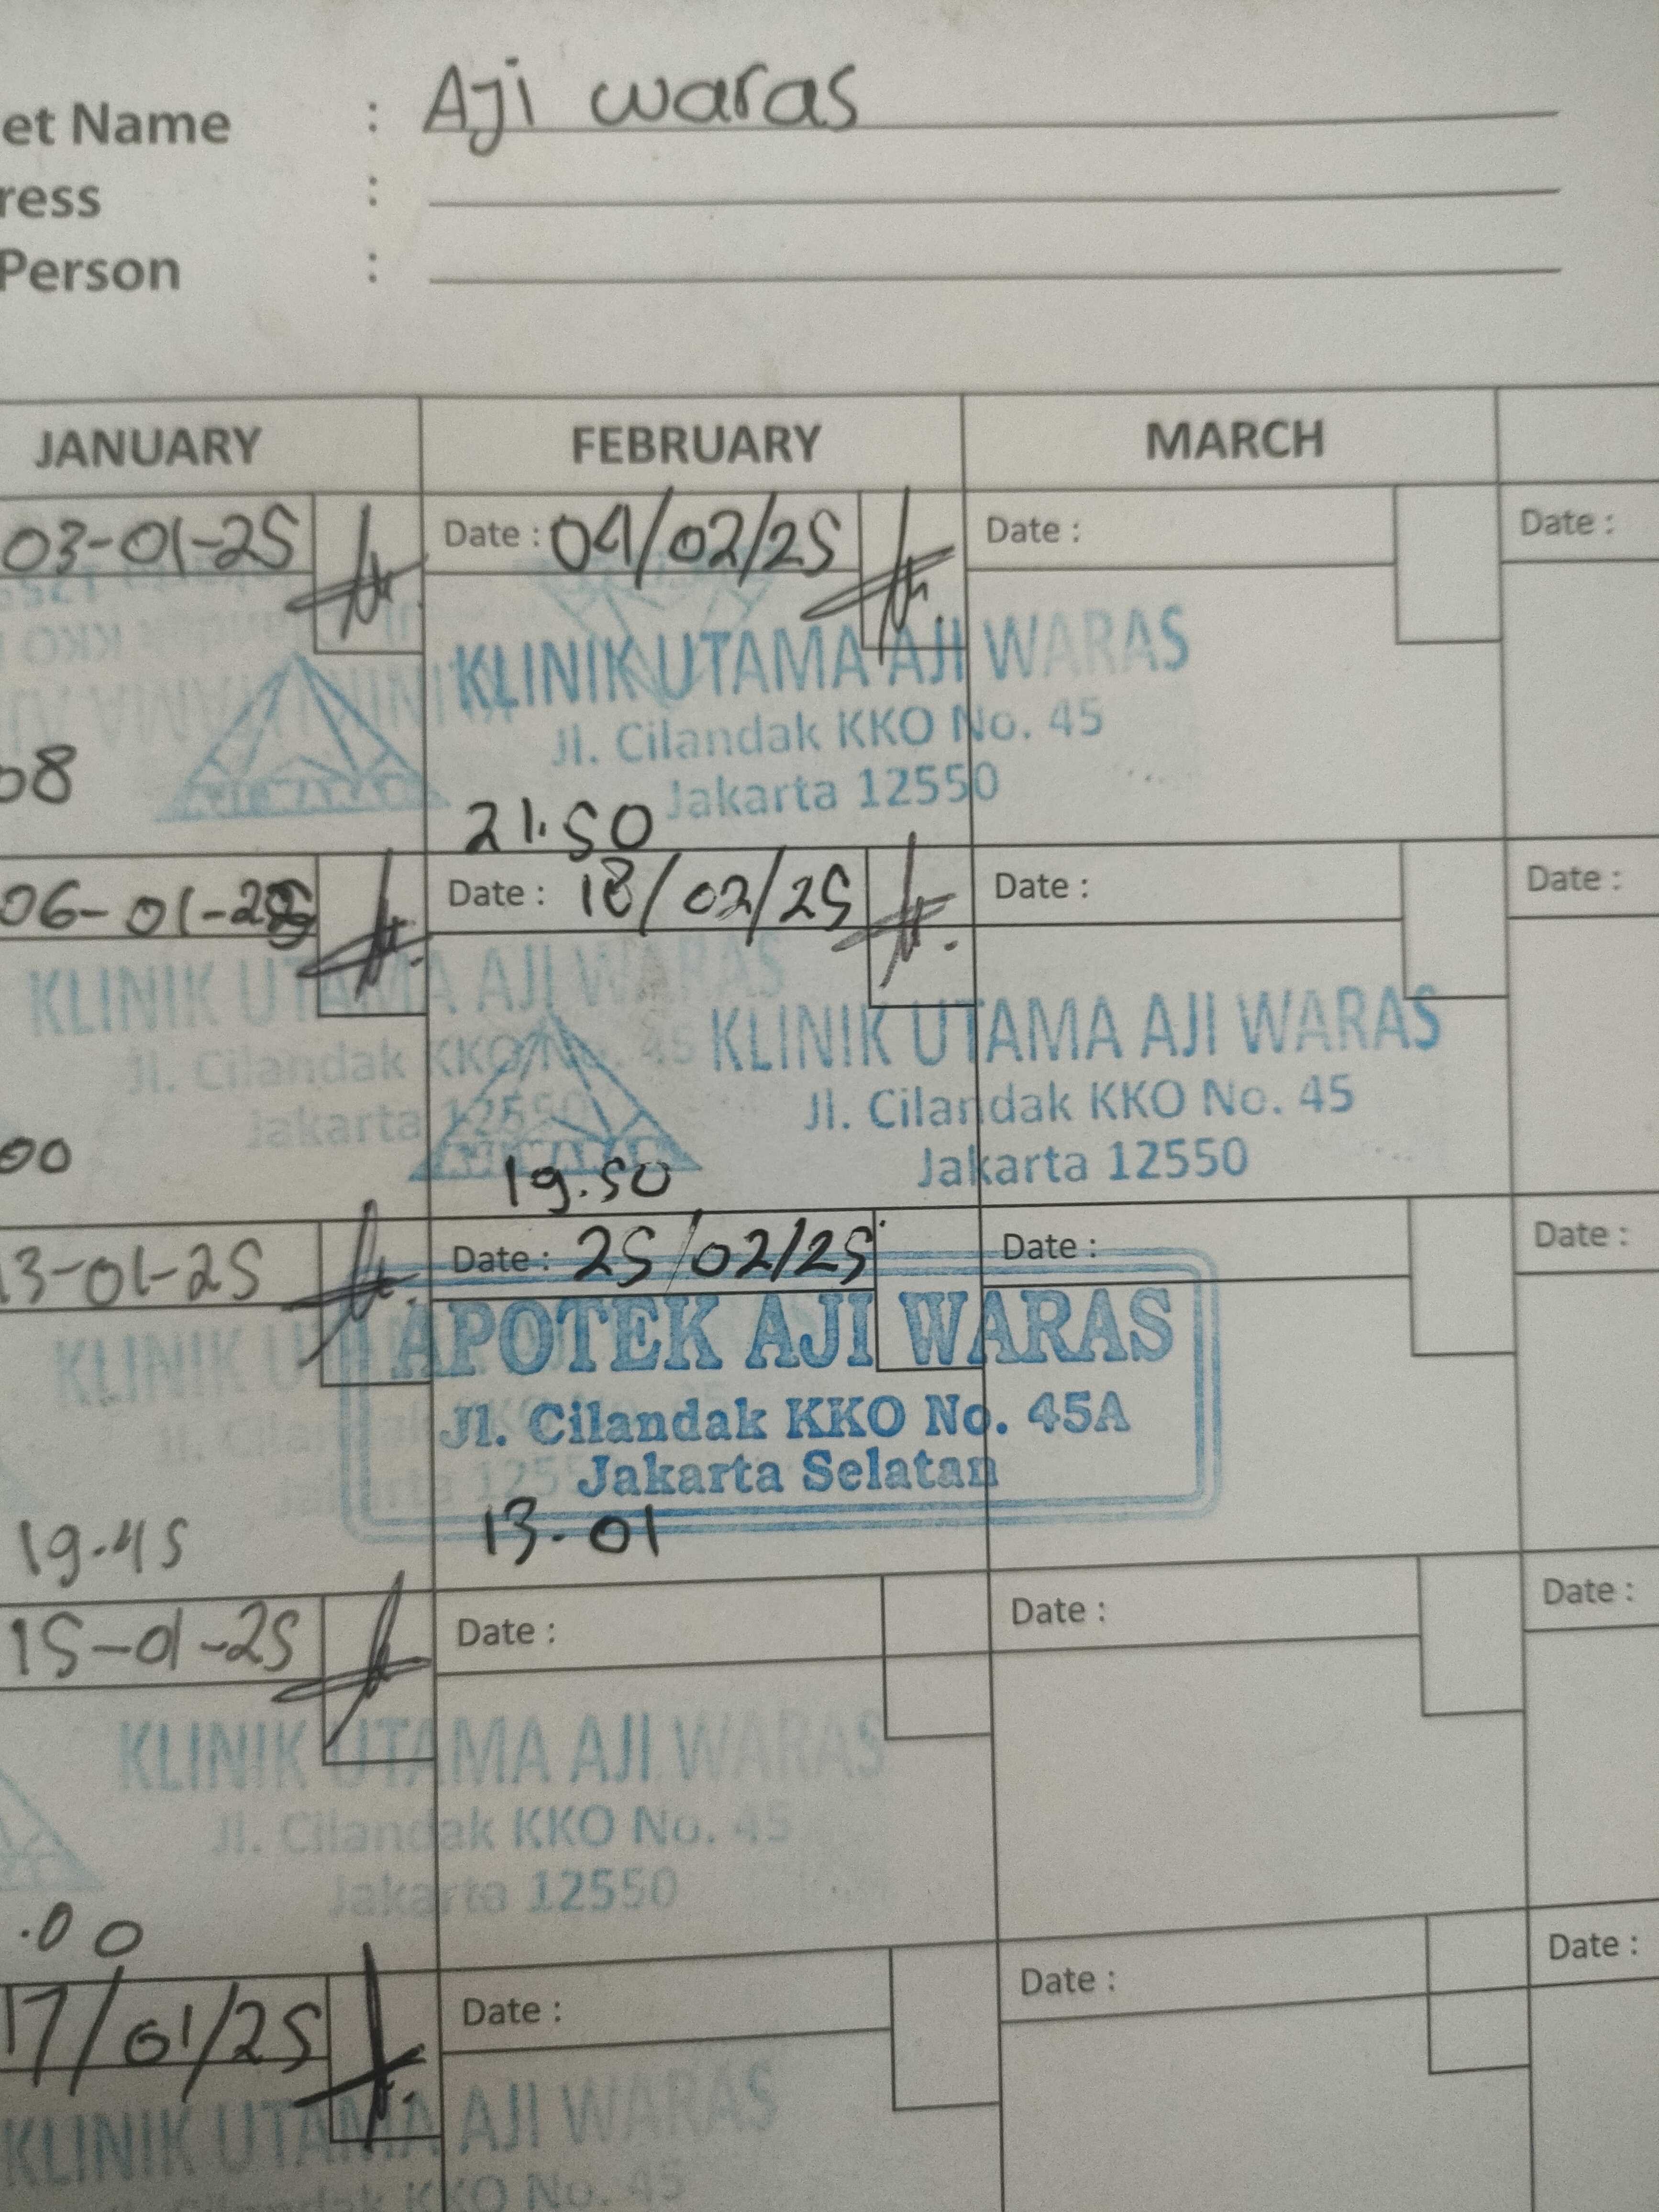 et Name : Aji waras
ress :
Person :
JANUARY FEBRUARY MARCH
03-01-25 Date : 04/02/25 Date : Date :
KLINIK UTAMA AJI WARAS
Jl. Cilandak KKO No. 45
Jakarta 12550
08
21.50
06-01-25 Date : 18/02/25 Date : Date :
KLINIK UTAMA AJI WARAS
Jl. Cilandak KKO No. 45
Jakarta 12550
KLINIK UTAMA AJI WARAS
Jl. Cilandak KKO No. 45
Jakarta 12550
00
19.50
13-01-25 Date : 25/02/25 Date : Date :
KLINIK
APOTEK AJI WARAS
Jl. Cilandak KKO No. 45A
Jakarta Selatan
19.45
13.01
15-01-25 Date : Date : Date :
KLINIK UTAMA AJI WARAS
Jl. Cilandak KKO No. 45
Jakarta 12550
.00
17/01/25 Date : Date : Date :
KLINIK UTAMA AJI WARAS
Cilandak KKO No. 45